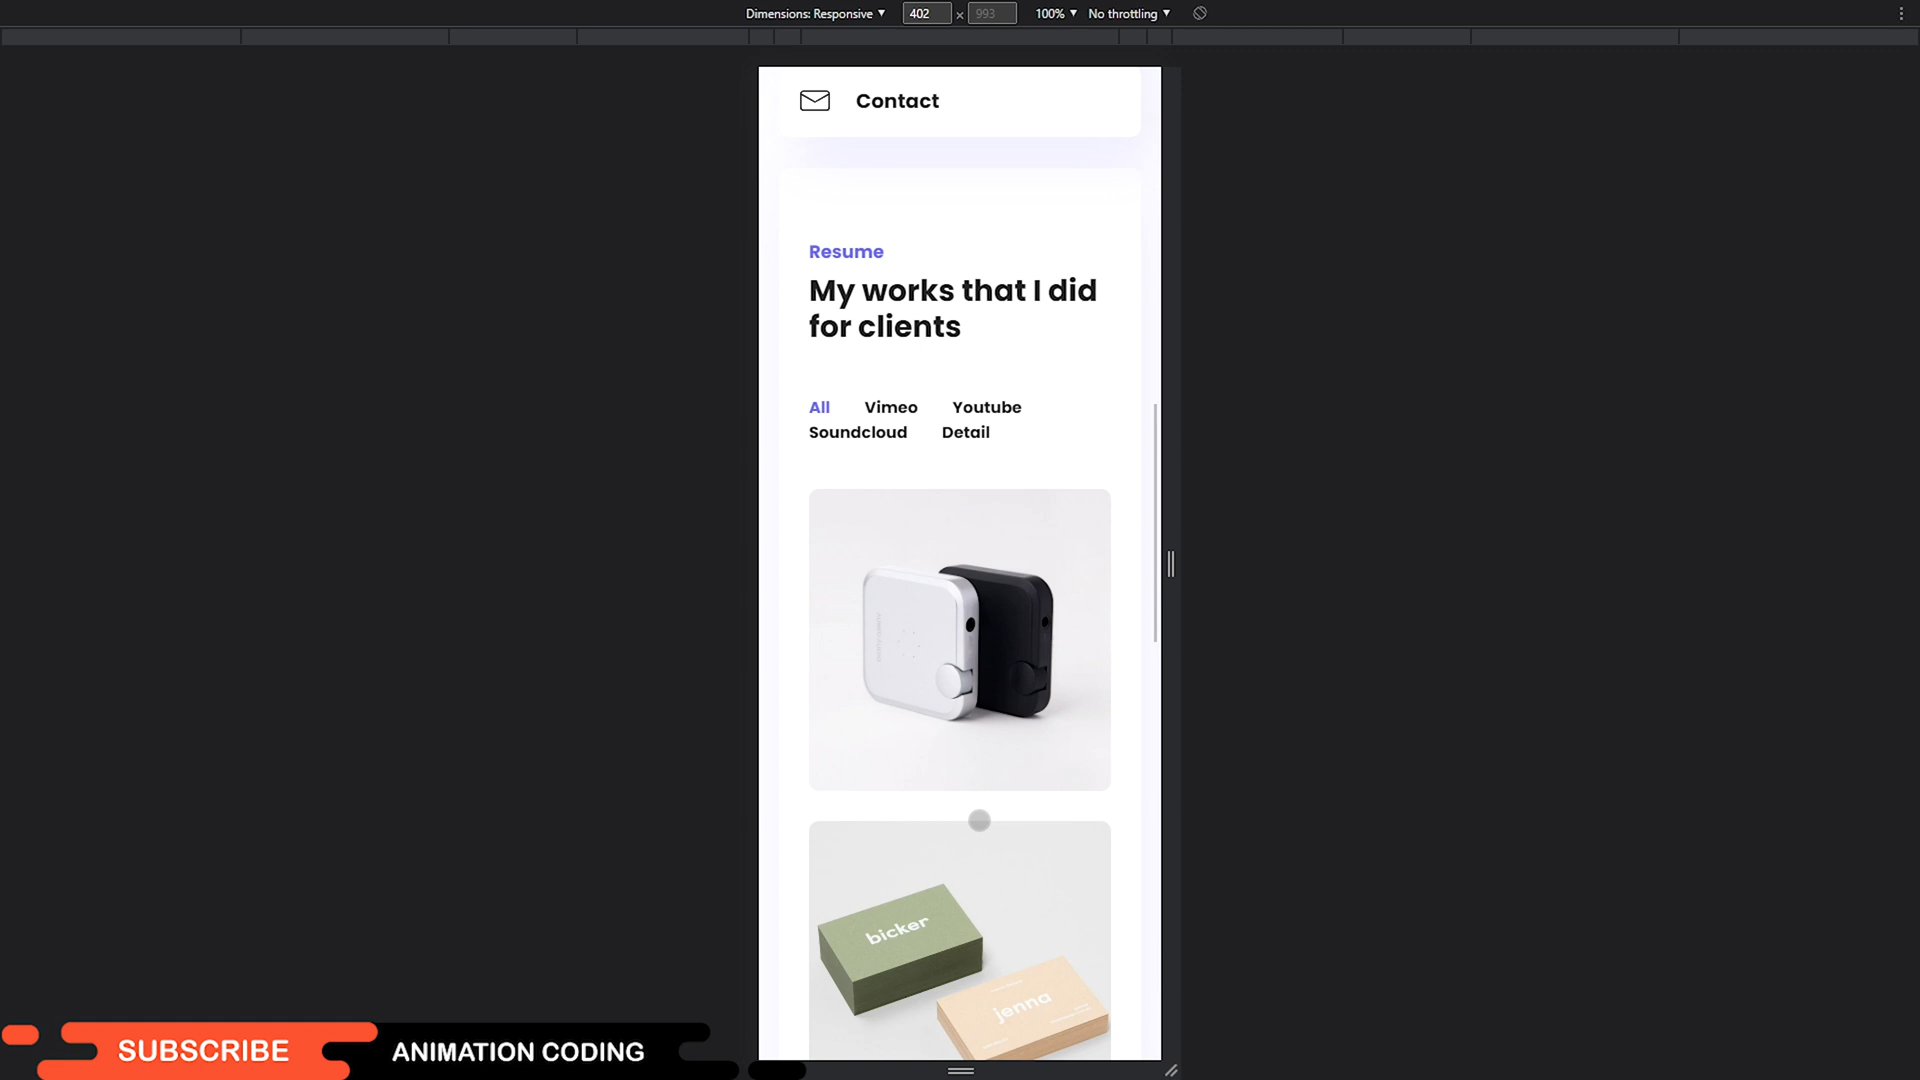 Dimensions: Responsive 402 × 993 100% No throttling
Contact
Resume
My works that I did
for clients
All Vimeo Youtube
Soundcloud Detail
bicker
jenna
SUBSCRIBE ANIMATION CODING